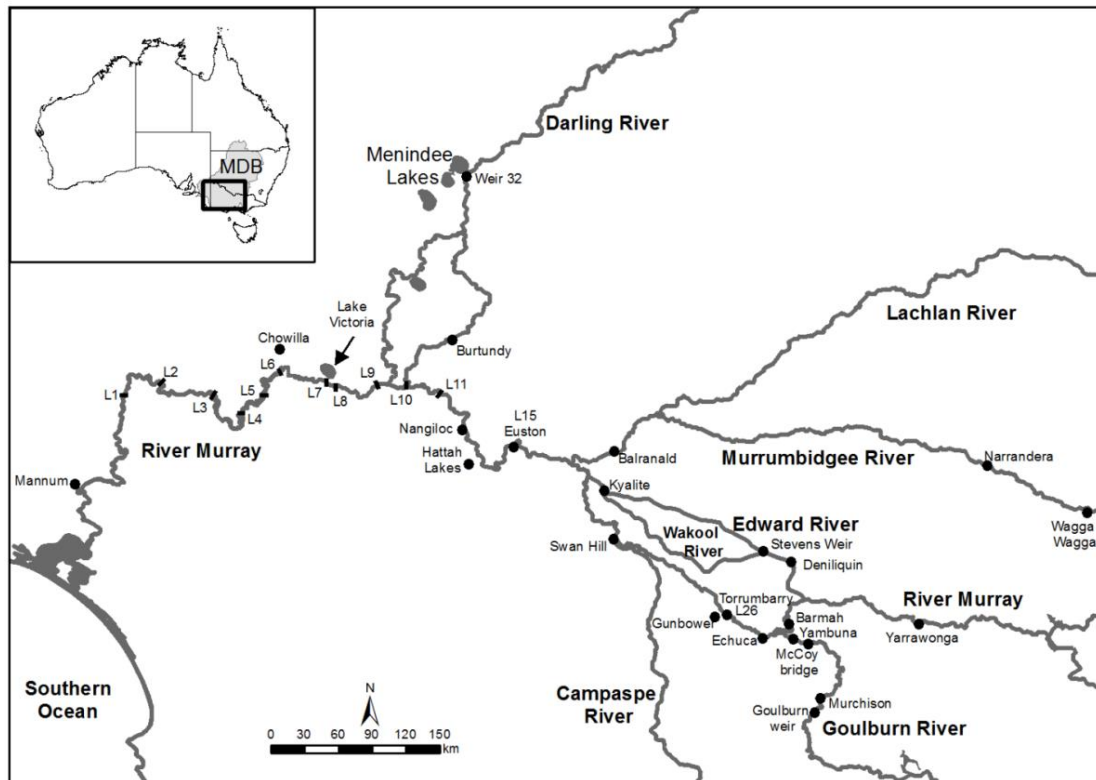 MDB
Darling River
Menindee
Lakes
Weir 32
Lachlan River
Lake
Victoria
Chowilla
Burtundy
L1
L2
L3
L4
L5
L6
L7
L8
L9
L10
L11
River Murray
Nangiloc
L15
Euston
Hattah
Lakes
Balranald
Murrumbidgee River
Narrandera
Mannum
Kyalite
Edward River
Wagga
Wagga
Wakool
River
Stevens Weir
Swan Hill
Deniliquin
Torrumbarry
L26
River Murray
Gunbower
Barmah
Yambuna
Yarrawonga
Echuca
McCoy
bridge
Southern
Ocean
Campaspe
River
Murchison
Goulburn
weir
Goulburn River
N
0 30 60 90 120 150
km